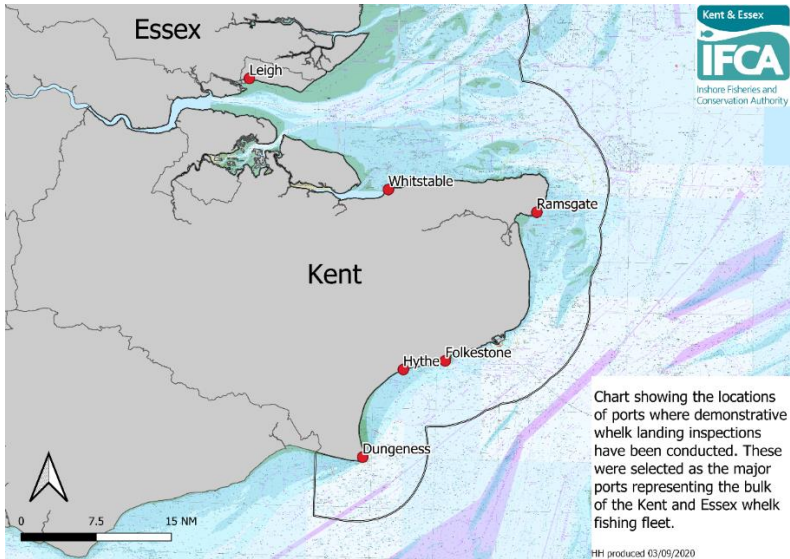 Essex
Kent & Essex
IFCA
Inshore Fisheries and
Conservation Authority
Leigh
Whitstable
Ramsgate
Kent
Hythe
Folkestone
Dungeness
Chart showing the locations
of ports where demonstrative
whelk landing inspections
have been conducted. These
were selected as the major
ports representing the bulk
of the Kent and Essex whelk
fishing fleet.
0 7.5 15 NM
HH produced 03/09/2020